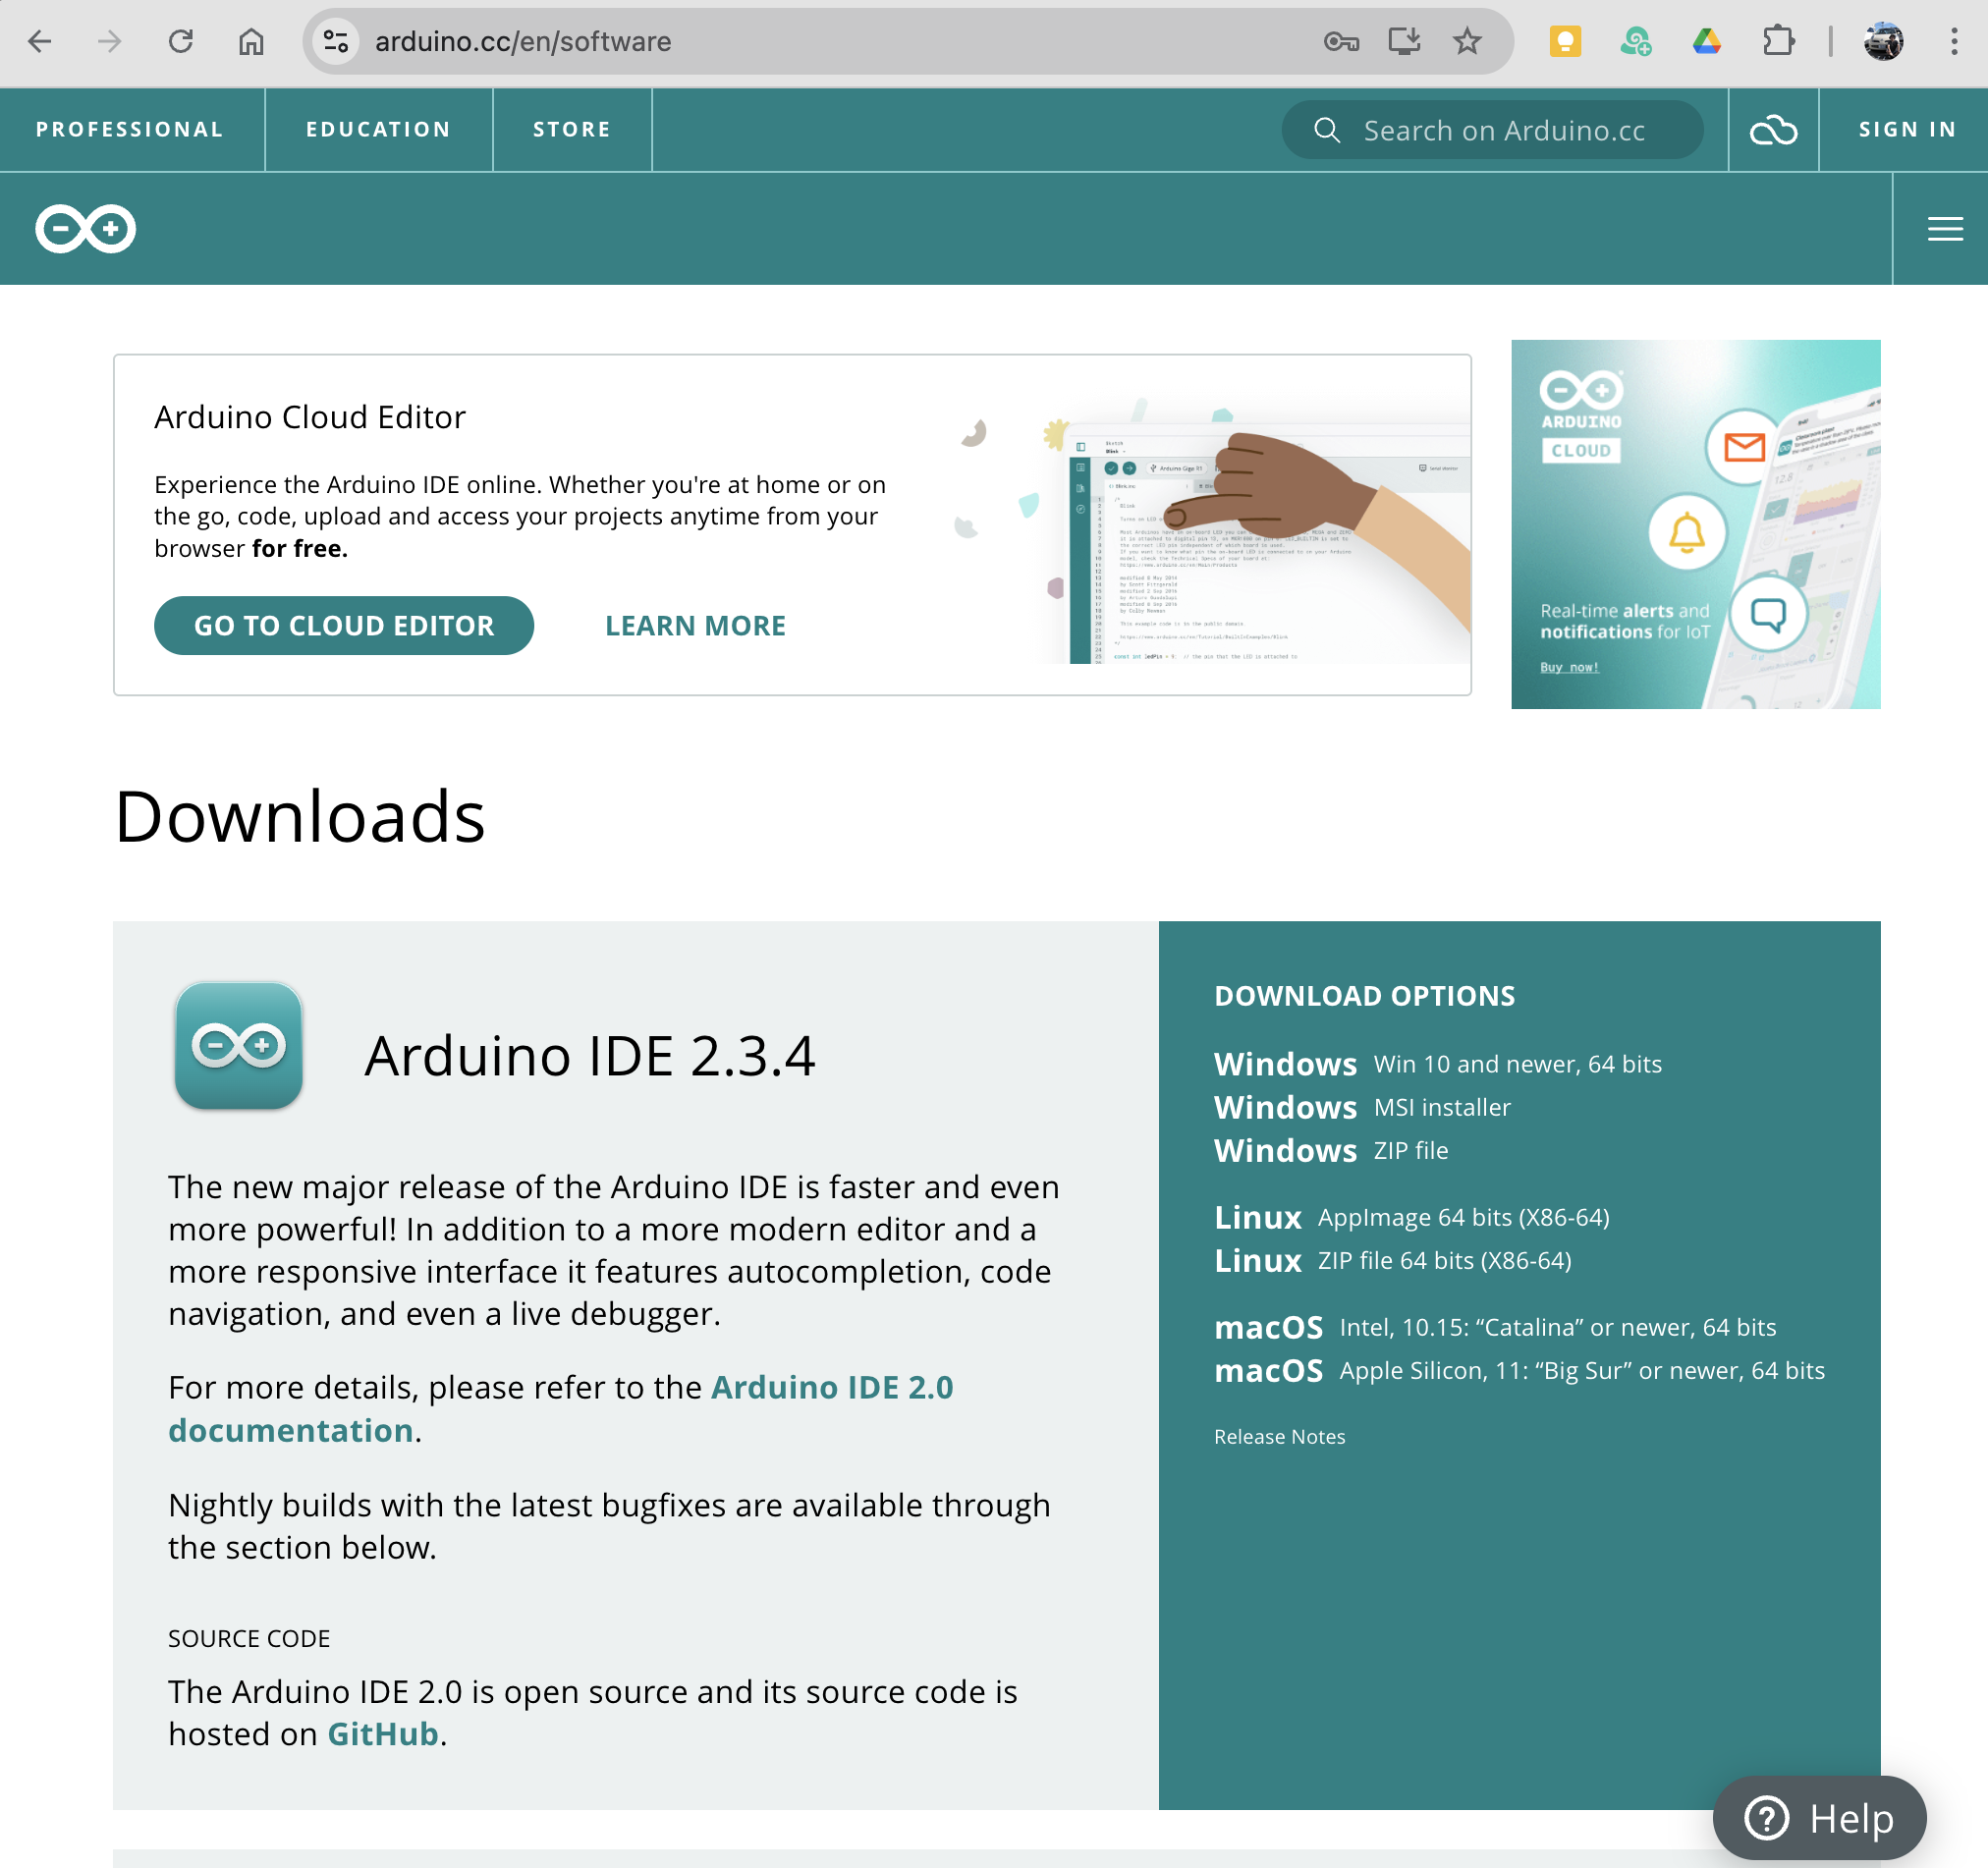 arduino.cc/en/software
PROFESSIONAL
EDUCATION
STORE
Search on Arduino.cc
SIGN IN
Arduino Cloud Editor
Experience the Arduino IDE online. Whether you're at home or on
the go, code, upload and access your projects anytime from your
browser for free.
GO TO CLOUD EDITOR
LEARN MORE
ARDUINO
CLOUD
Real-time alerts and
notifications for IoT
Buy now!
Downloads
Arduino IDE 2.3.4
The new major release of the Arduino IDE is faster and even
more powerful! In addition to a more modern editor and a
more responsive interface it features autocompletion, code
navigation, and even a live debugger.
For more details, please refer to the Arduino IDE 2.0
documentation.
Nightly builds with the latest bugfixes are available through
the section below.
SOURCE CODE
The Arduino IDE 2.0 is open source and its source code is
hosted on GitHub.
DOWNLOAD OPTIONS
Windows Win 10 and newer, 64 bits
Windows MSI installer
Windows ZIP file
Linux AppImage 64 bits (X86-64)
Linux ZIP file 64 bits (X86-64)
macOS Intel, 10.15: “Catalina” or newer, 64 bits
macOS Apple Silicon, 11: “Big Sur” or newer, 64 bits
Release Notes
Help